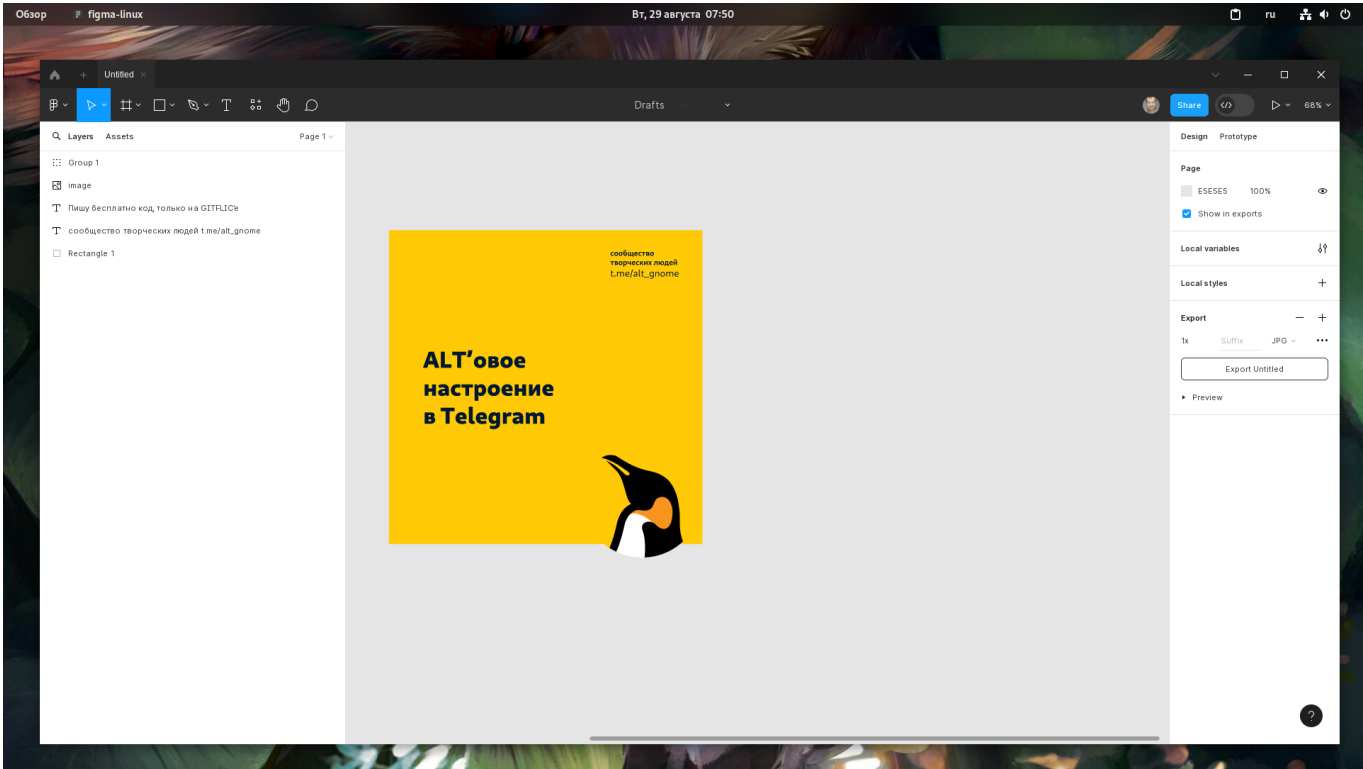 Обзор
figma-linux
Вт, 29 августа 07:50
ru
Untitled
Drafts
Share
68%
Layers
Assets
Page 1
Group 1
image
Пишу бесплатно код, только на GITFLIC'е
сообщество творческих людей t.me/alt_gnome
Rectangle 1
сообщество
творческих людей
t.me/alt_gnome
ALT'овое
настроение
в Telegram
Design
Prototype
Page
E5E5E5
100%
Show in exports
Local variables
Local styles
Export
1x
Suffix
JPG
Export Untitled
Preview
?